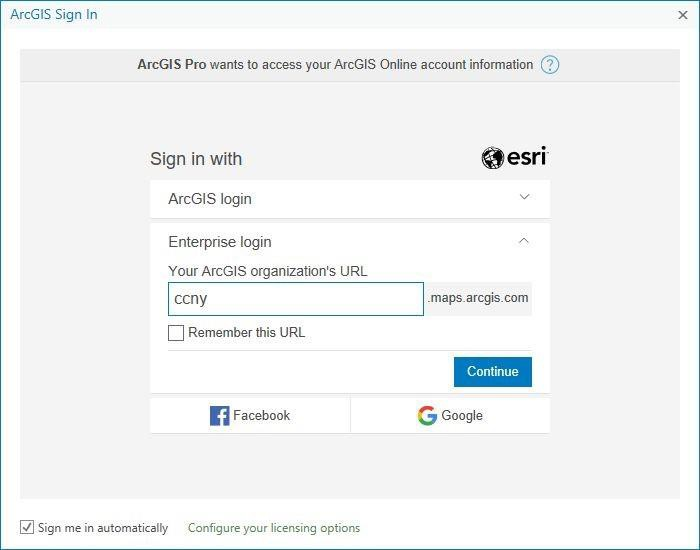 ArcGIS Sign In
ArcGIS Pro wants to access your ArcGIS Online account information ?
Sign in with
esri
ArcGIS login
Enterprise login
Your ArcGIS organization's URL
ccny .maps.arcgis.com
Remember this URL
Continue
Facebook Google
Sign me in automatically Configure your licensing options